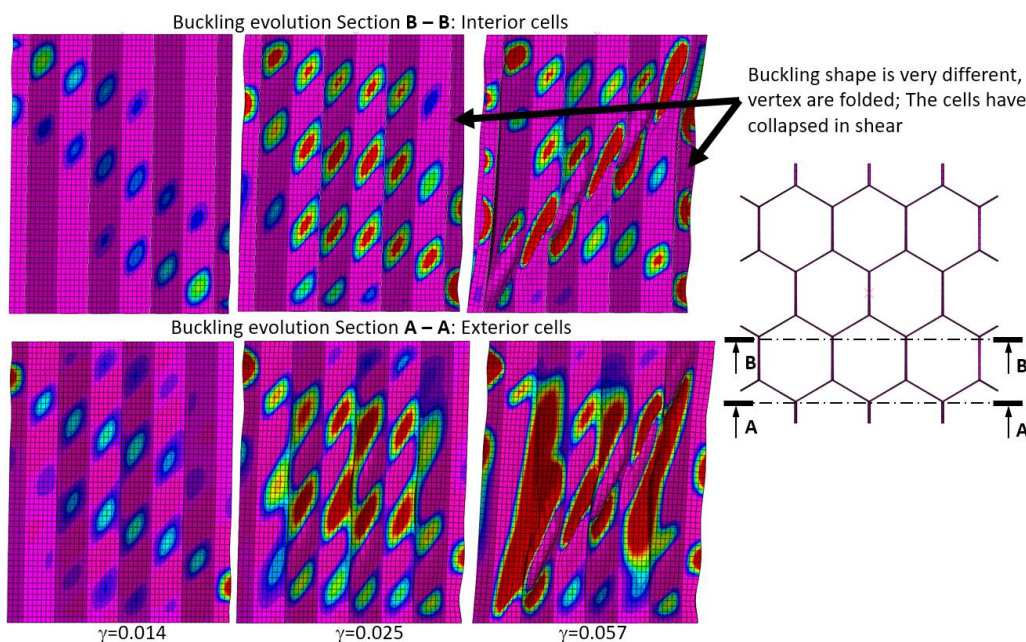 Buckling evolution Section B – B: Interior cells
Buckling shape is very different,
vertex are folded; The cells have
collapsed in shear
Buckling evolution Section A – A: Exterior cells
B
B
A
A
γ=0.014
γ=0.025
γ=0.057